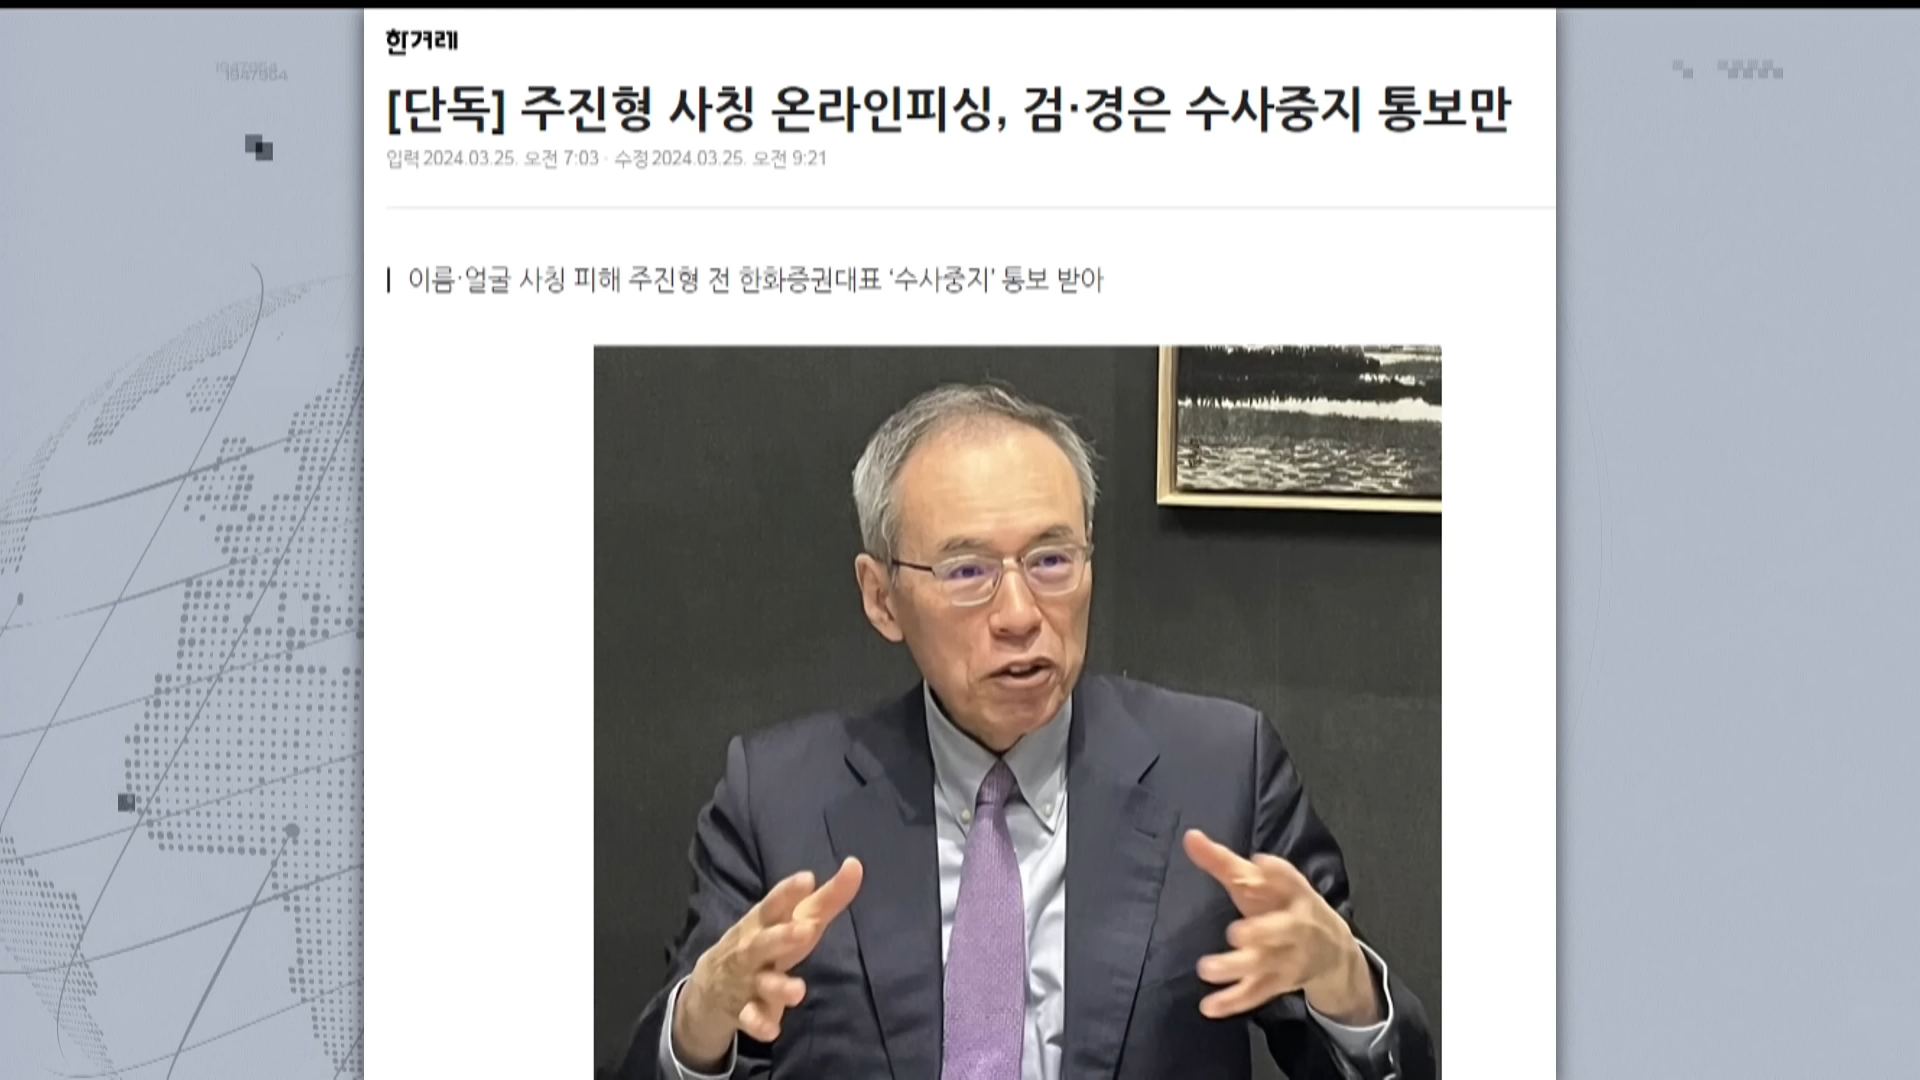 1947964
1947964
한겨레
[단독] 주진형 사칭 온라인피싱, 검·경은 수사중지 통보만
입력 2024.03.25. 오전 7:03 · 수정 2024.03.25. 오전 9:21
이름·얼굴 사칭 피해 주진형 전 한화증권대표 ‘수사중지’ 통보 받아